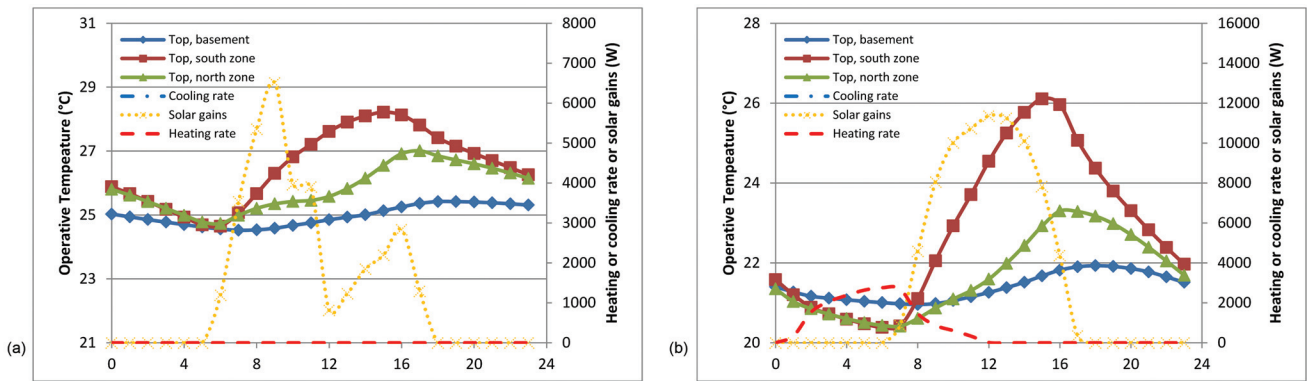 31
29
27
25
23
21
Operative Tempeature (°C)
Top, basement
Top, south zone
Top, north zone
Cooling rate
Solar gains
Heating rate
8000
7000
6000
5000
4000
3000
2000
1000
0
Heating or cooling rate or solar gains (W)
0 4 8 12 16 20 24
(a)
28
26
24
22
20
Operative Tempeature (°C)
Top, basement
Top, south zone
Top, north zone
Cooling rate
Solar gains
Heating rate
16000
14000
12000
10000
8000
6000
4000
2000
0
Heating or cooling rate or solar gains (W)
0 4 8 12 16 20 24
(b)